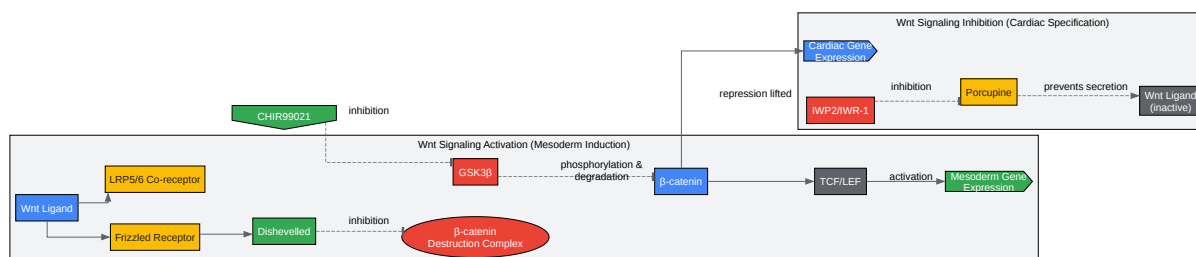 Wnt Signaling Inhibition (Cardiac Specification)
Cardiac Gene
Expression
repression lifted
inhibition
Porcupine
prevents secretion
IWP2/IWR-1
Wnt Ligand
(inactive)
CHIR99021
inhibition
Wnt Signaling Activation (Mesoderm Induction)
LRP5/6 Co-receptor
GSK3β
phosphorylation &
degradation
β-catenin
TCF/LEF
activation
Mesoderm Gene
Expression
Wnt Ligand
Frizzled Receptor
Dishevelled
inhibition
β-catenin
Destruction Complex